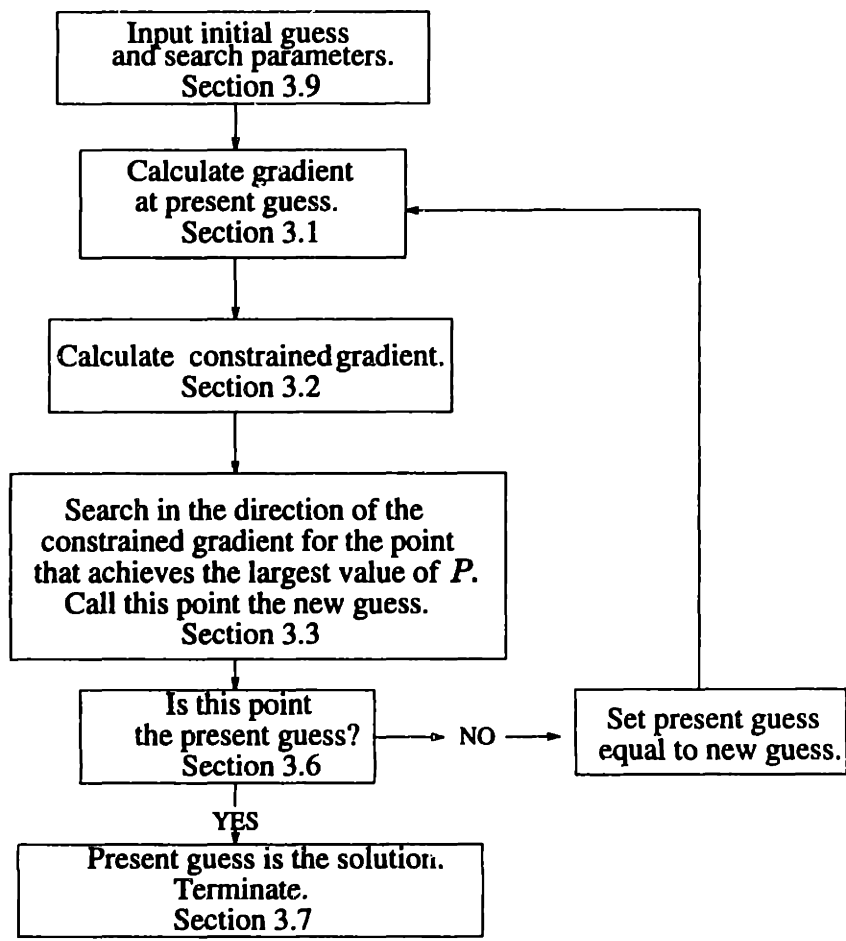 Input initial guess
and search parameters.
Section 3.9
Calculate gradient
at present guess.
Section 3.1
Calculate constrained gradient.
Section 3.2
Search in the direction of the
constrained gradient for the point
that achieves the largest value of P.
Call this point the new guess.
Section 3.3
Is this point
the present guess?
Section 3.6
NO
Set present guess
equal to new guess.
YES
Present guess is the solution.
Terminate.
Section 3.7